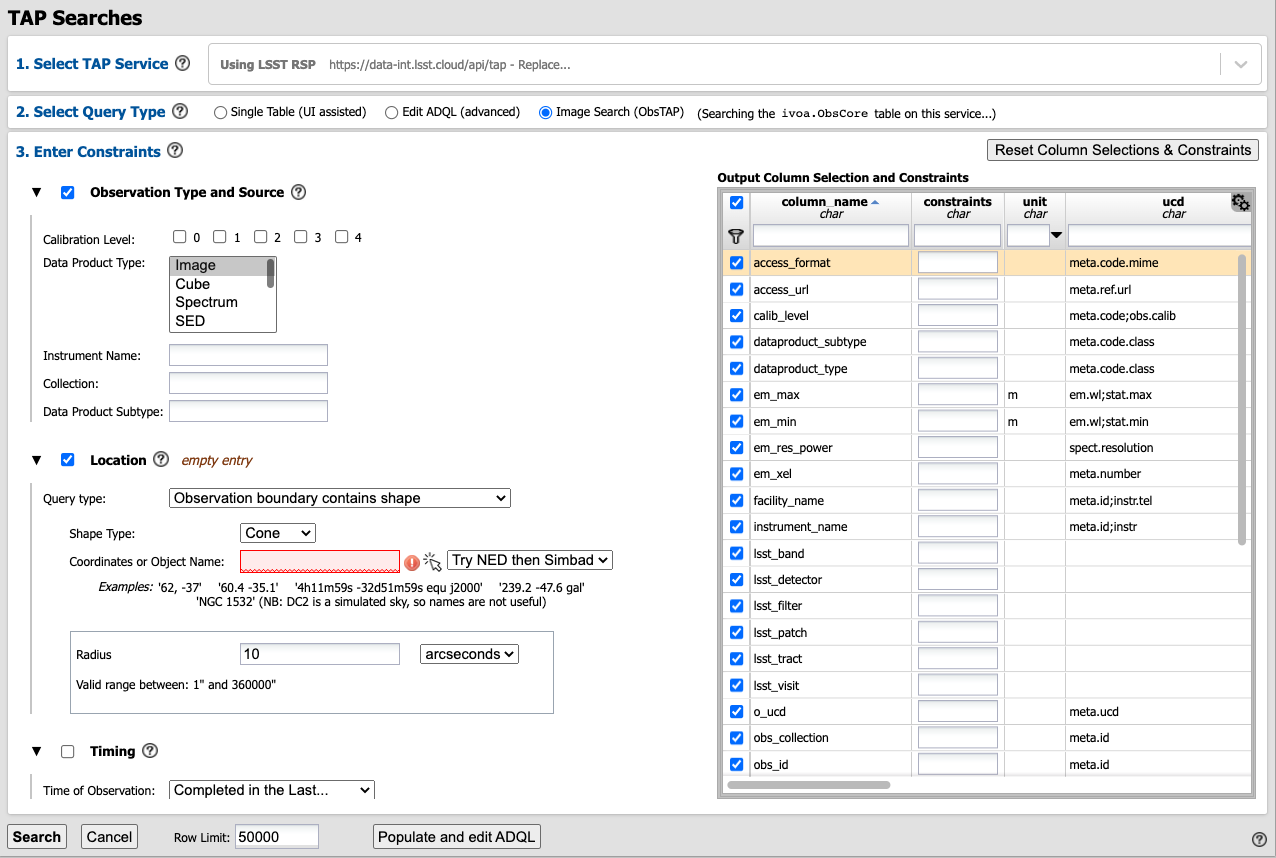 TAP Searches
1. Select TAP Service
Using LSST RSP https://data-int.lsst.cloud/api/tap - Replace...
2. Select Query Type
Single Table (UI assisted) Edit ADQL (advanced) Image Search (ObsTAP) (Searching the ivoa.ObsCore table on this service...)
3. Enter Constraints
Reset Column Selections & Constraints
Observation Type and Source
Calibration Level: 0 1 2 3 4
Data Product Type:
Image
Cube
Spectrum
SED
Instrument Name:
Collection:
Data Product Subtype:
Location empty entry
Query type: Observation boundary contains shape
Shape Type: Cone
Coordinates or Object Name: Try NED then Simbad
Examples: '62, -37' '60.4 -35.1' '4h11m59s -32d51m59s equ j2000' '239.2 -47.6 gal'
'NGC 1532' (NB: DC2 is a simulated sky, so names are not useful)
Radius 10 arcseconds
Valid range between: 1" and 360000"
Timing
Time of Observation: Completed in the Last...
Output Column Selection and Constraints
column_name constraints unit ucd
char char char char
access_format meta.code.mime
access_url meta.ref.url
calib_level meta.code;obs.calib
dataproduct_subtype meta.code.class
dataproduct_type meta.code.class
em_max m em.wl;stat.max
em_min m em.wl;stat.min
em_res_power spect.resolution
em_xel meta.number
facility_name meta.id;instr.tel
instrument_name meta.id;instr
lsst_band
lsst_detector
lsst_filter
lsst_patch
lsst_tract
lsst_visit
o_ucd meta.ucd
obs_collection meta.id
obs_id meta.id
Search Cancel Row Limit: 50000 Populate and edit ADQL